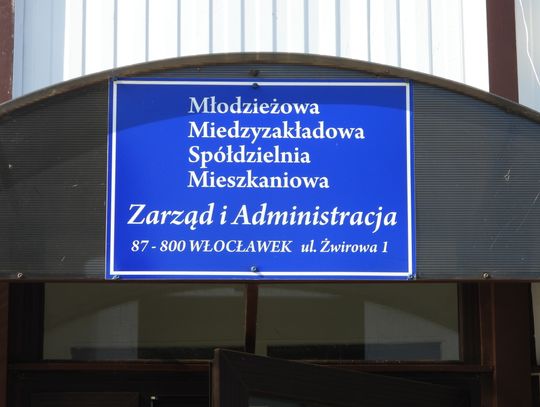 Młodzieżowa
Miedzyzakładowa
Spółdzielnia
Mieszkaniowa
Zarząd i Administracja
87 - 800 WŁOCŁAWEK ul. Żwirowa 1